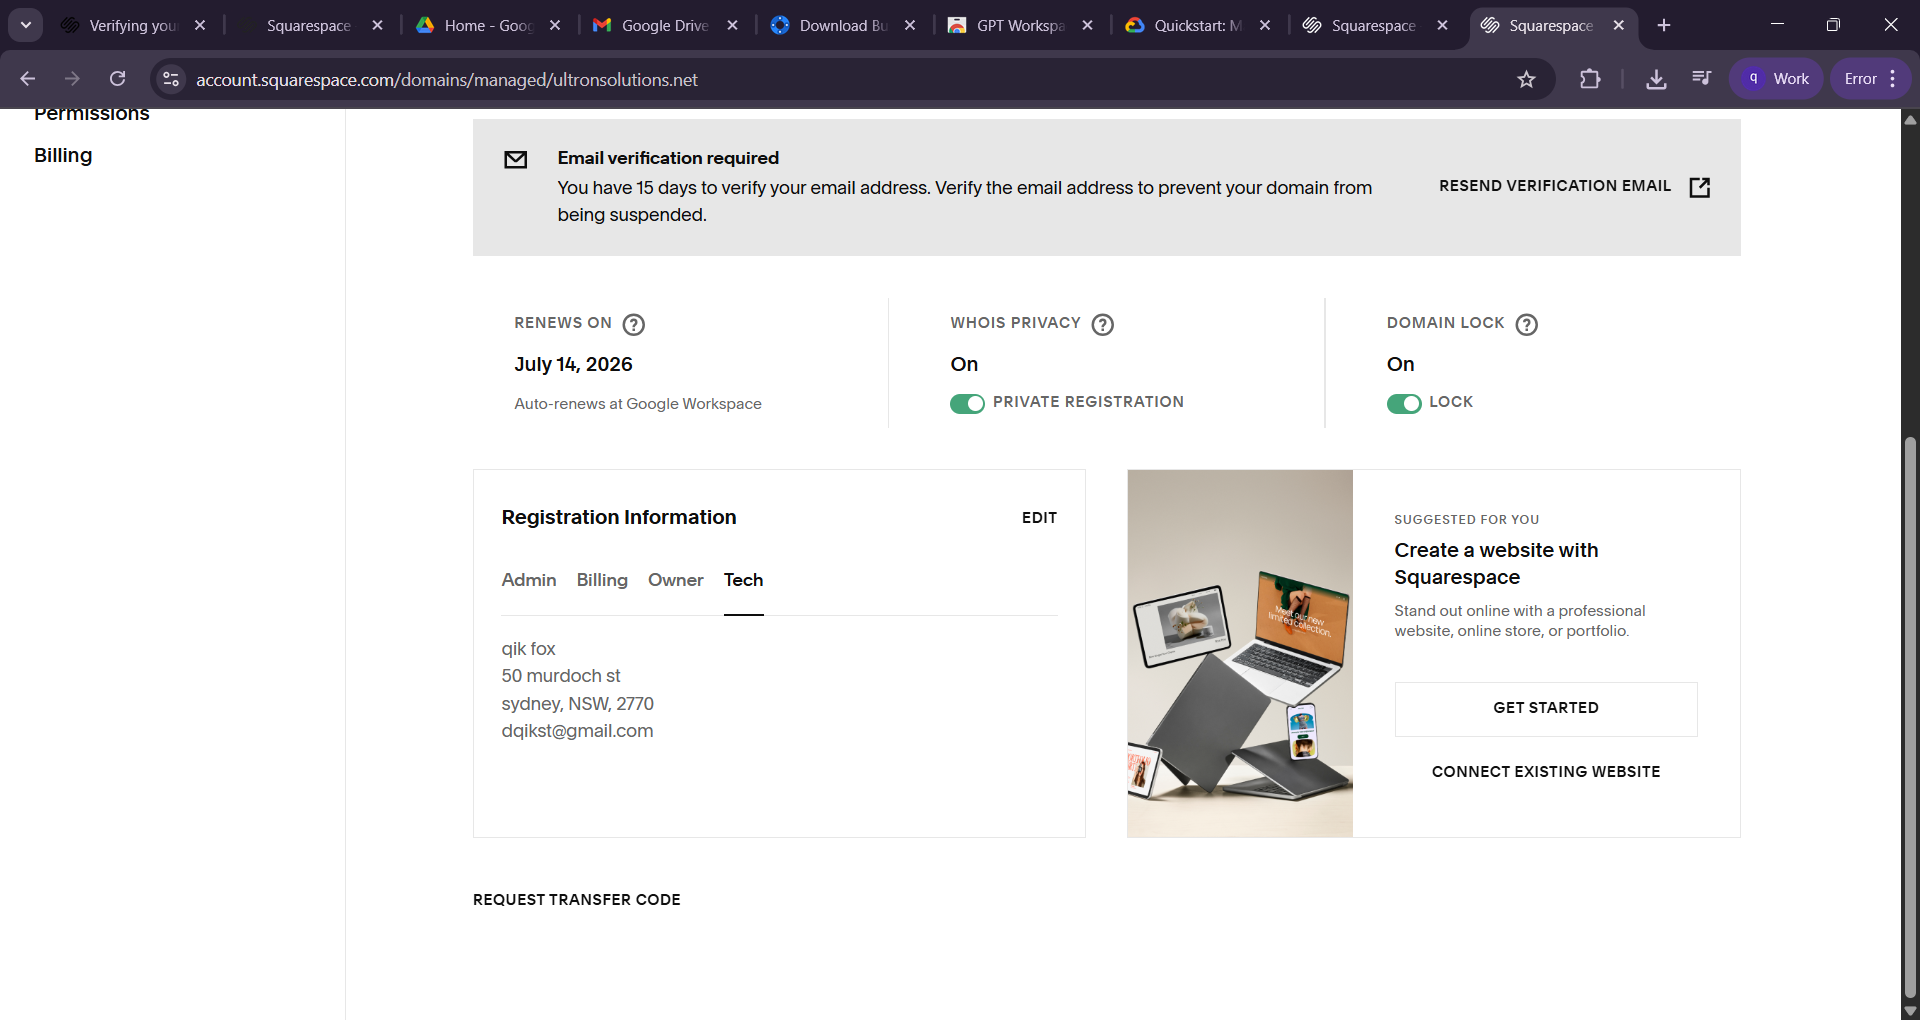 Verifying you
Squarespace
Home - Goog
Google Drive
Download Bu
GPT Workspa
Quickstart: M
Squarespace
Squarespace
account.squarespace.com/domains/managed/ultronsolutions.net
q
Work
Error
Permissions
Billing
Email verification required
You have 15 days to verify your email address. Verify the email address to prevent your domain from
being suspended.
RESEND VERIFICATION EMAIL
RENEWS ON
July 14, 2026
Auto-renews at Google Workspace
WHOIS PRIVACY
On
PRIVATE REGISTRATION
DOMAIN LOCK
On
LOCK
Registration Information
EDIT
Admin Billing Owner Tech
qik fox
50 murdoch st
sydney, NSW, 2770
dqikst@gmail.com
Meet our new
limited collection.
SUGGESTED FOR YOU
Create a website with
Squarespace
Stand out online with a professional
website, online store, or portfolio.
GET STARTED
CONNECT EXISTING WEBSITE
REQUEST TRANSFER CODE